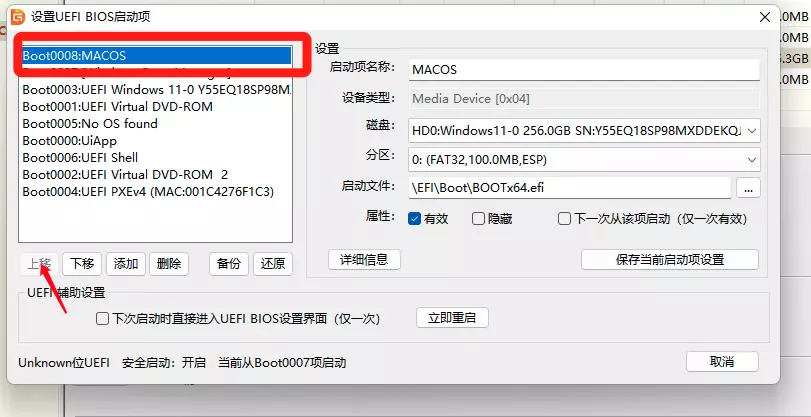 设置UEFI BIOS启动项
.0MB
Boot0008:MACOS
Boot0003:UEFI Windows 11-0 Y55EQ18SP98M
Boot0001:UEFI Virtual DVD-ROM
Boot0005:No OS found
Boot0000:UiApp
Boot0006:UEFI Shell
Boot0002:UEFI Virtual DVD-ROM 2
Boot0004:UEFI PXEv4 (MAC:001C4276F1C3)
上移
下移
添加
删除
备份
还原
设置
启动项名称:
MACOS
设备类型:
Media Device [0x04]
磁盘:
HD0:Windows11-0 256.0GB SN:Y55EQ18SP98MXDDEKQJ
分区:
0: (FAT32,100.0MB,ESP)
启动文件:
\EFI\Boot\BOOTx64.efi
...
属性:
有效
隐藏
下一次从该项启动（仅一次有效）
详细信息
保存当前启动项设置
.0MB
.3GB
.0MB
UEFI 辅助设置
下次启动时直接进入UEFI BIOS设置界面（仅一次）
立即重启
Unknown位UEFI 安全启动：开启 当前从Boot0007项启动
取消